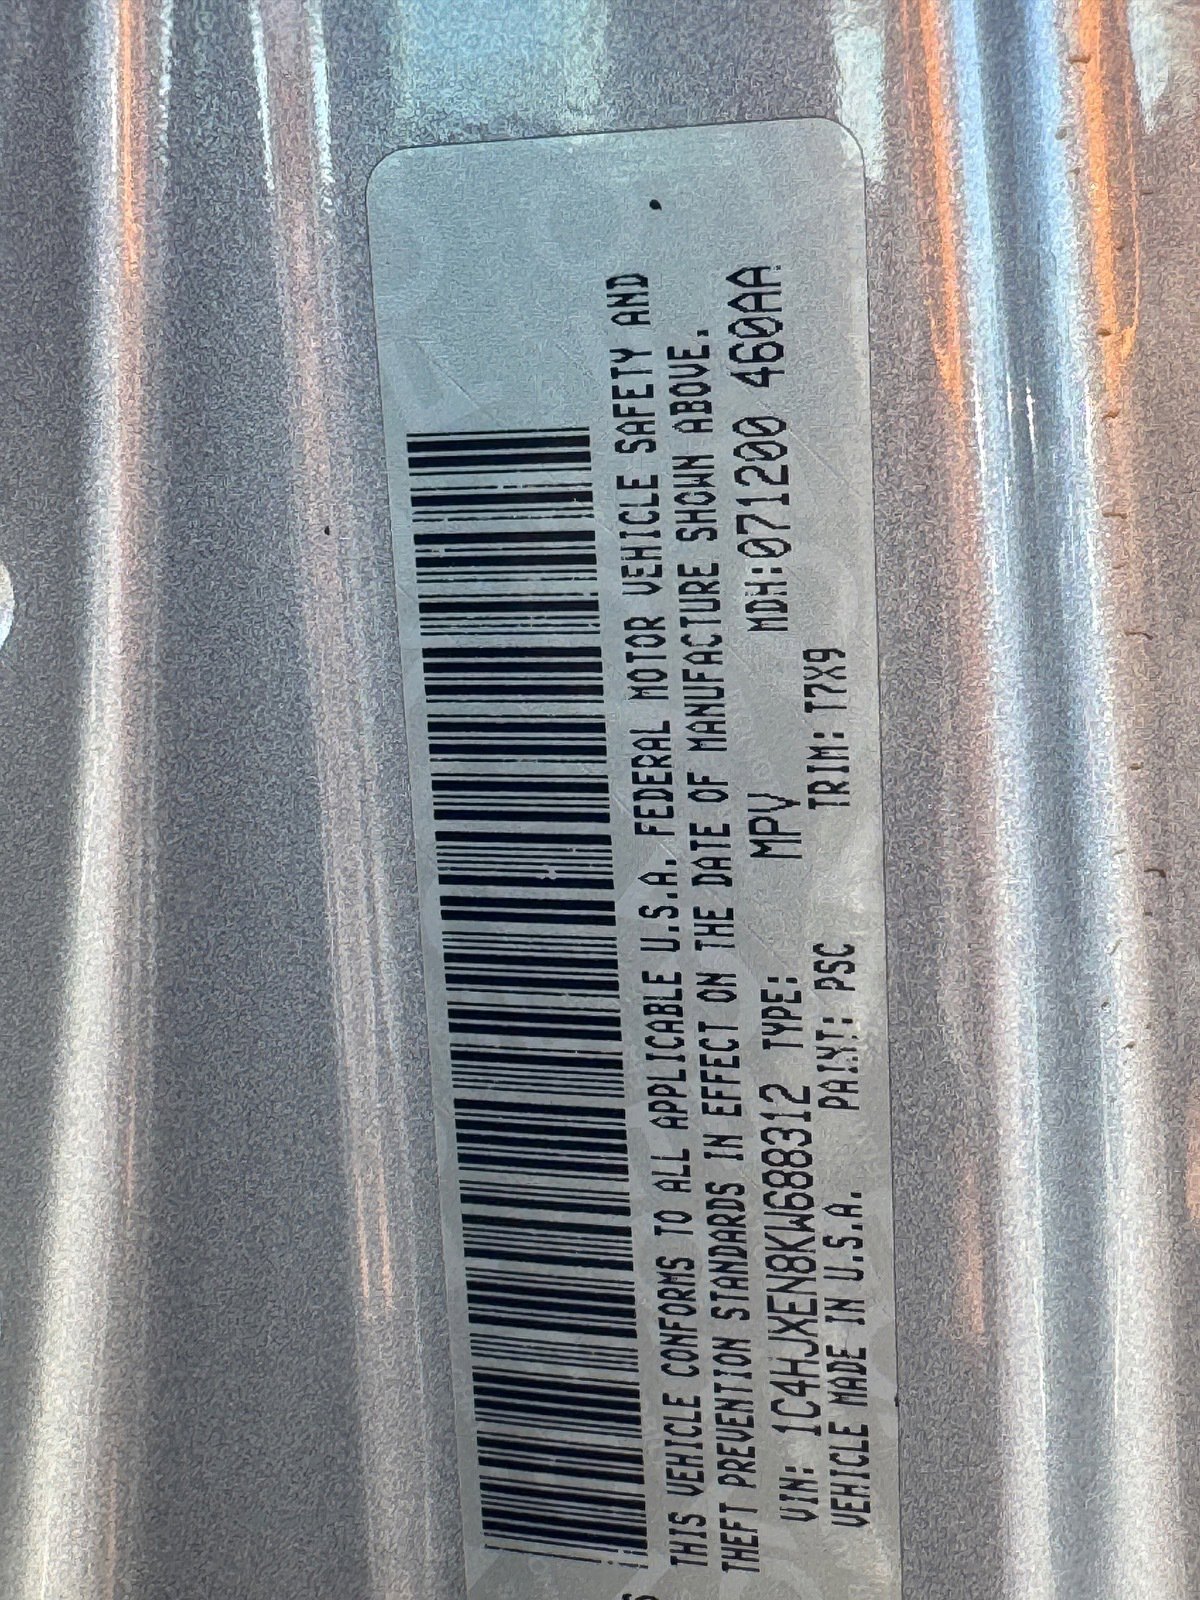 THIS VEHICLE CONFORMS TO ALL APPLICABLE U.S.A. FEDERAL MOTOR VEHICLE SAFETY AND
THEFT PREVENTION STANDARDS IN EFFECT ON THE DATE OF MANUFACTURE SHOWN ABOVE.
VIN: 1C4HJXEN8KW688312 TYPE: MPV MDH:071200 460AA
VEHICLE MADE IN U.S.A. PAINT: PSC TRIM: T7X9